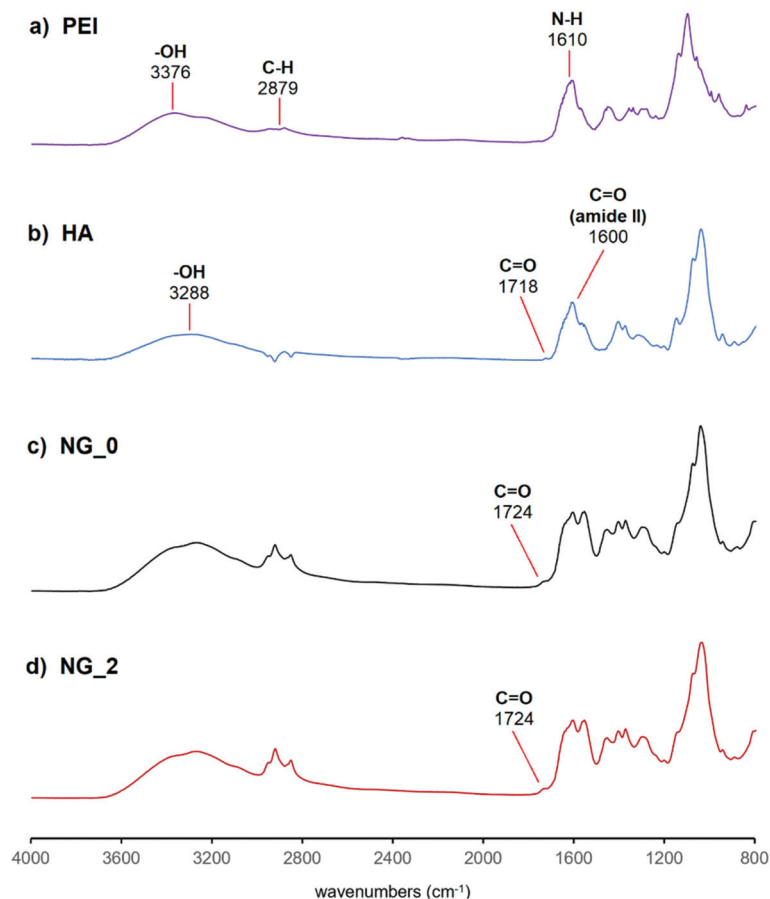 a) PEI
-OH
3376
C-H
2879
N-H
1610
b) HA
-OH
3288
C=O
1718
C=O
(amide II)
1600
c) NG_0
C=O
1724
d) NG_2
C=O
1724
4000 3600 3200 2800 2400 2000 1600 1200 800
wavenumbers (cm⁻¹)